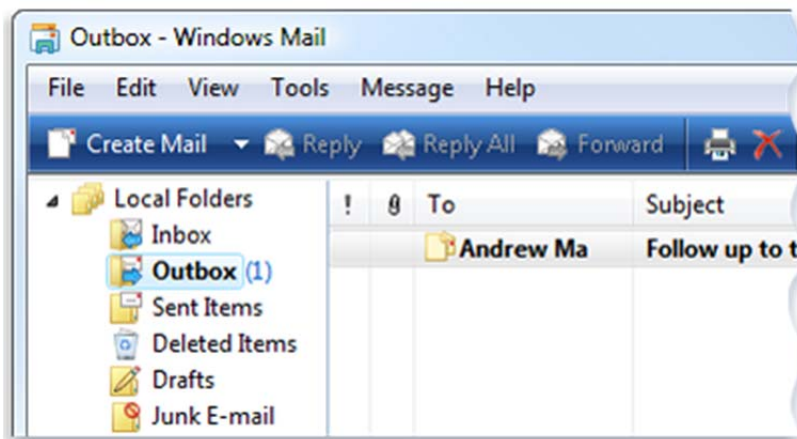 Outbox - Windows Mail
File Edit View Tools Message Help
Create Mail Reply Reply All Forward
Local Folders ! To Subject
Inbox
Andrew Ma Follow up to t
Outbox (1)
Sent Items
Deleted Items
Drafts
Junk E-mail